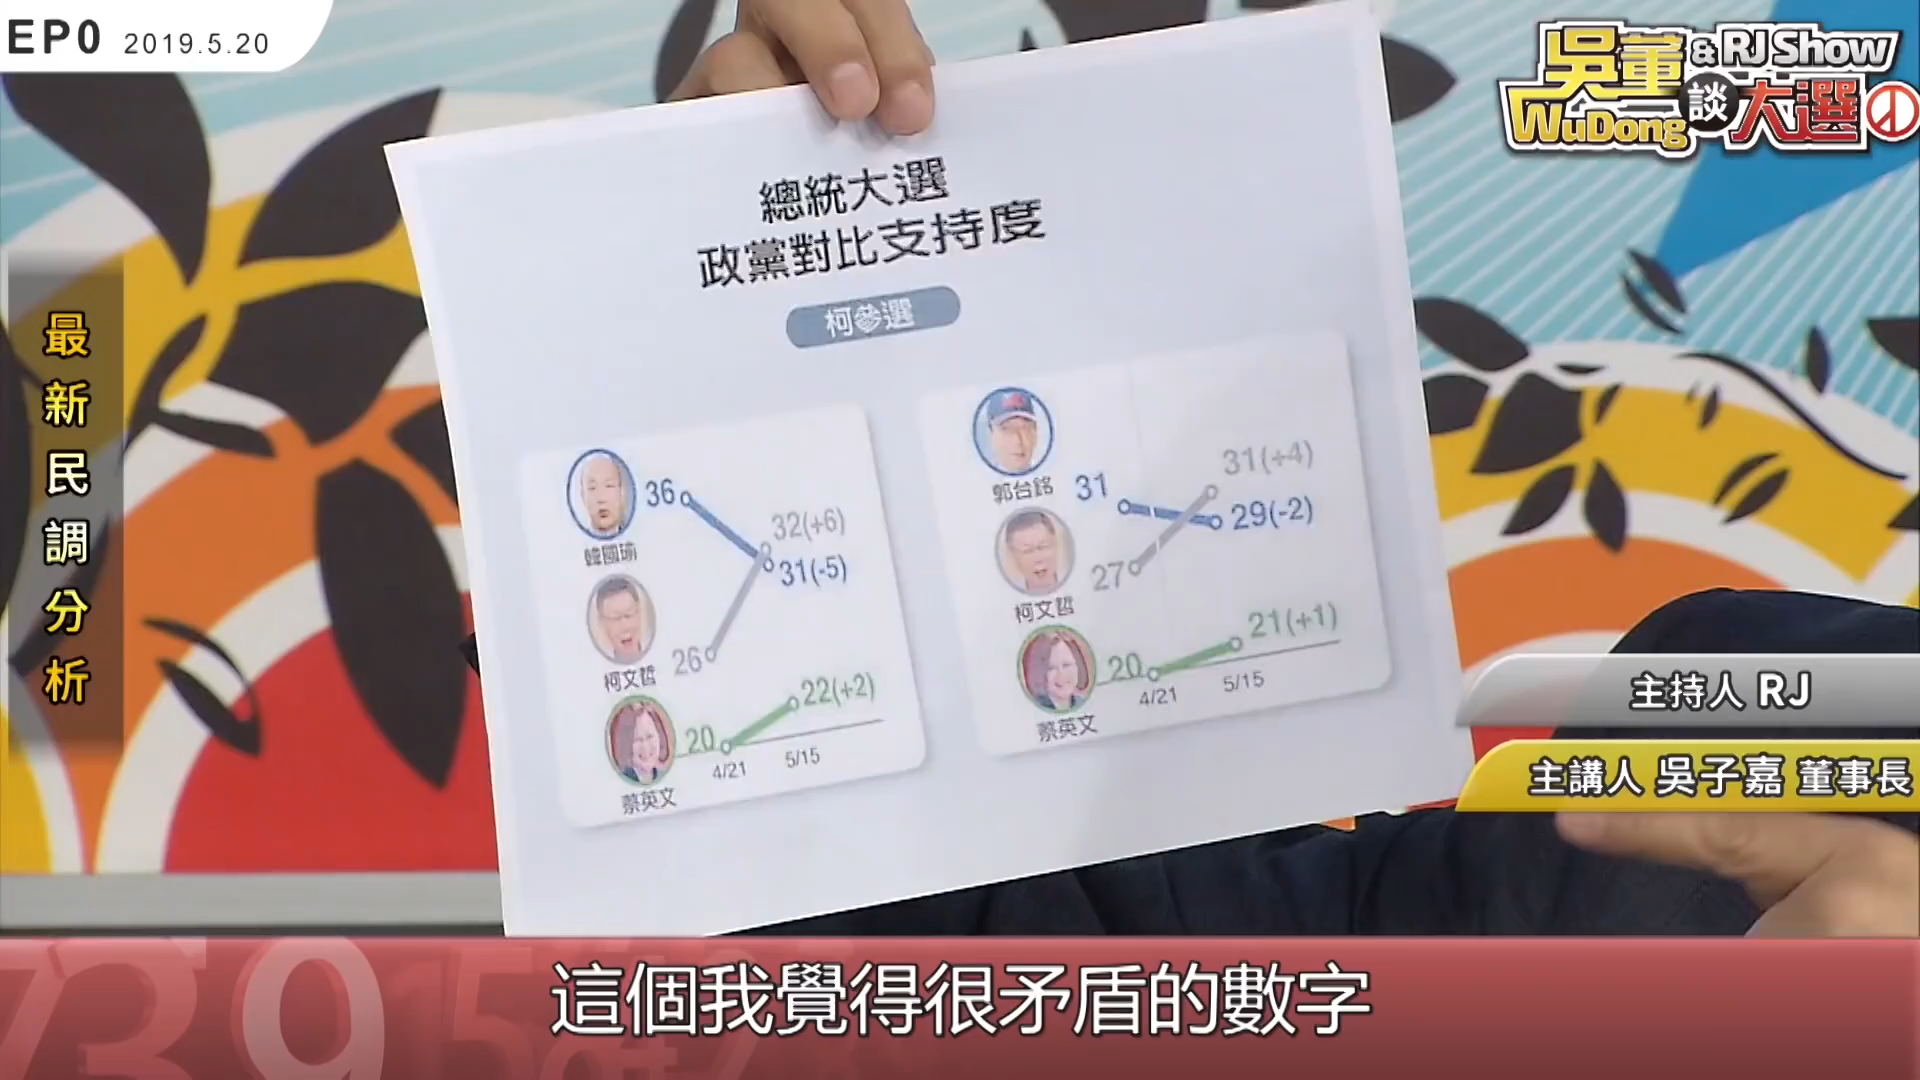 EP0 2019.5.20
吳董 & RJ Show
WuDong 談 大選
總統大選
政黨對比支持度
柯參選
韓國瑜
36
32(+6)
31(-5)
柯文哲
26
22(+2)
20
4/21
5/15
蔡英文
郭台銘
31
31(+4)
29(-2)
柯文哲
27
21(+1)
20
4/21
5/15
蔡英文
最新民調分析
主持人 RJ
主講人 吳子嘉 董事長
這個我覺得很矛盾的數字